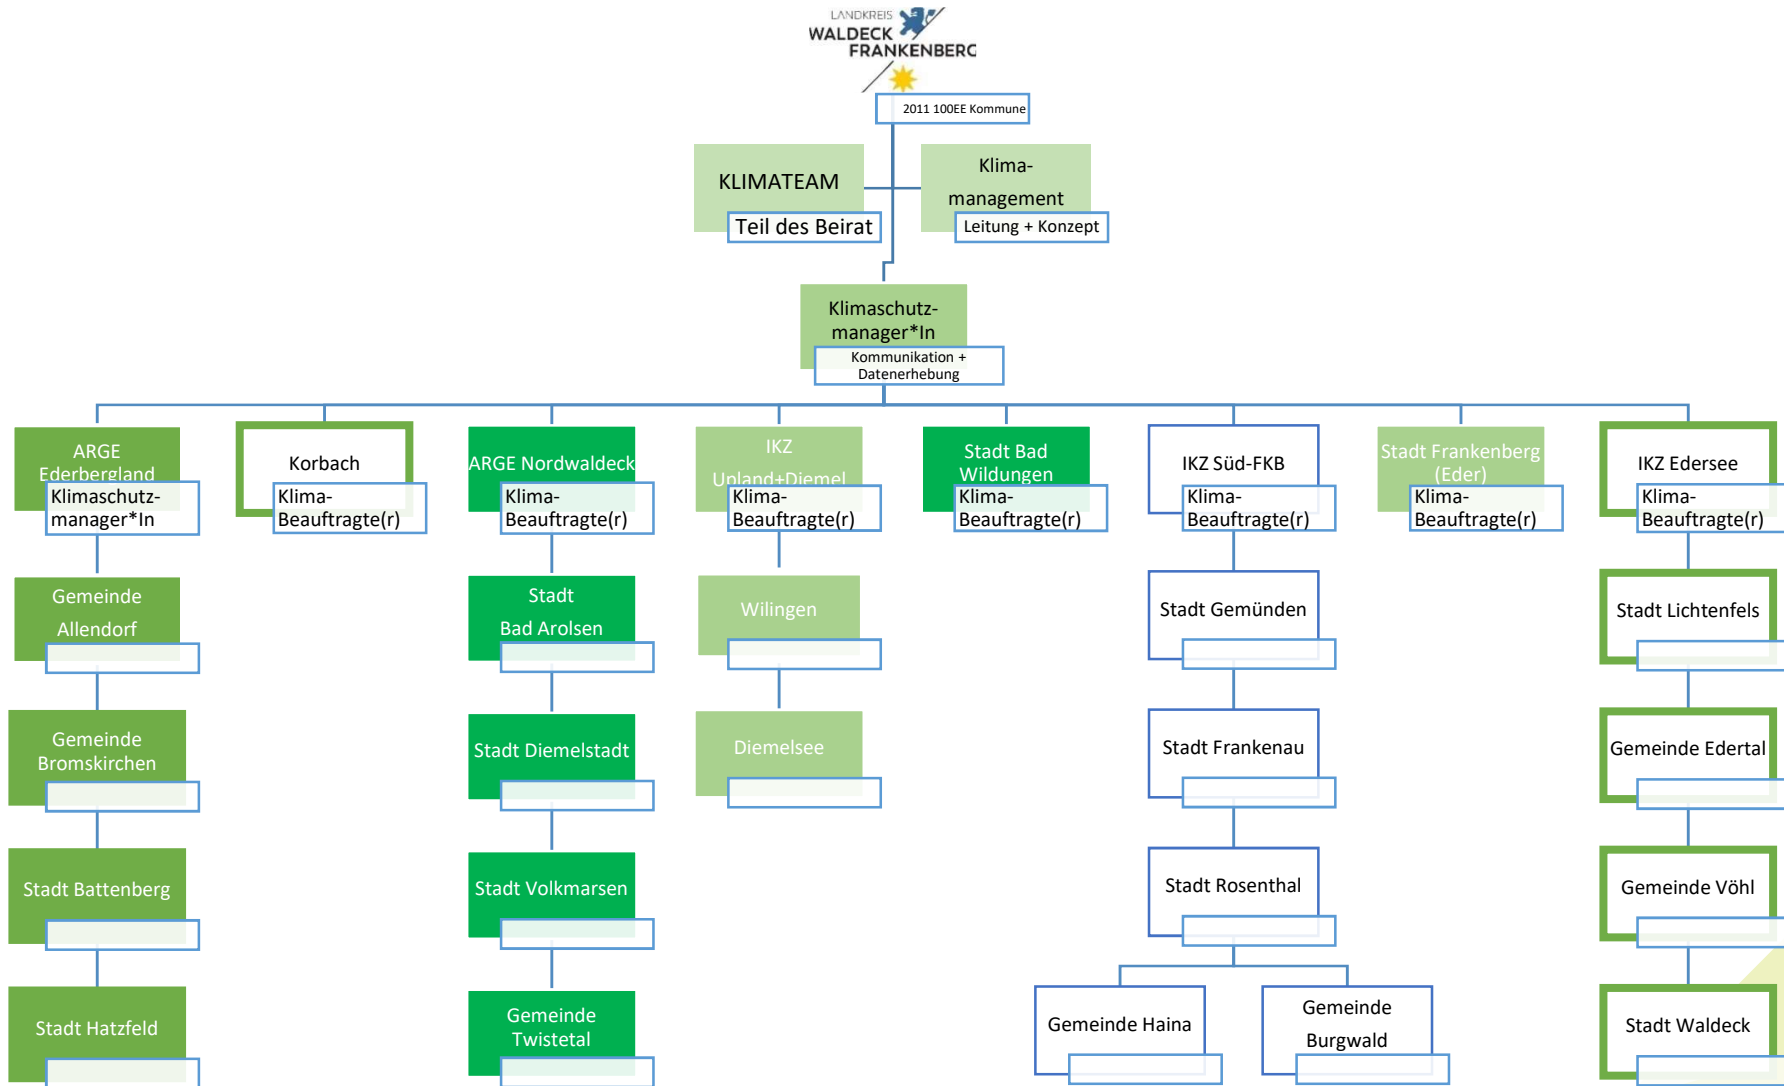 LANDKREIS
WALDECK
FRANKENBERG
2011 100EE Kommune
KLIMATEAM
Teil des Beirat
Klima-
management
Leitung + Konzept
Klimaschutz-
manager*In
Kommunikation +
Datenerhebung
ARGE
Ederbergland
Klimaschutz-
manager*In
Korbach
Klima-
Beauftragte(r)
ARGE Nordwaldeck
Klima-
Beauftragte(r)
IKZ
Upland+Diemel
Klima-
Beauftragte(r)
Stadt Bad
Wildungen
Klima-
Beauftragte(r)
IKZ Süd-FKB
Klima-
Beauftragte(r)
Stadt Frankenberg
(Eder)
Klima-
Beauftragte(r)
IKZ Edersee
Klima-
Beauftragte(r)
Gemeinde
Allendorf
Stadt
Bad Arolsen
Wilingen
Stadt Gemünden
Stadt Lichtenfels
Gemeinde
Bromskirchen
Stadt Diemelstadt
Diemelsee
Stadt Frankenau
Gemeinde Edertal
Stadt Battenberg
Stadt Volkmarsen
Stadt Rosenthal
Gemeinde Vöhl
Stadt Hatzfeld
Gemeinde
Twistetal
Gemeinde Haina
Gemeinde
Burgwald
Stadt Waldeck